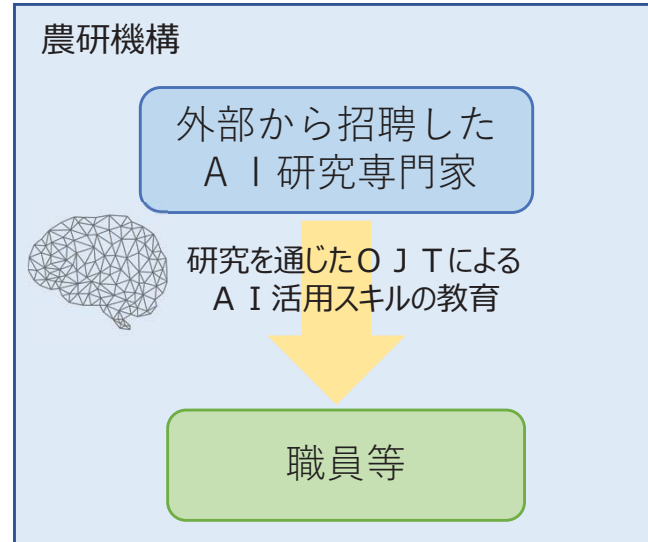 農研機構
外部から招聘した
ＡＩ研究専門家
研究を通じたＯＪＴによる
ＡＩ活用スキルの教育
職員等